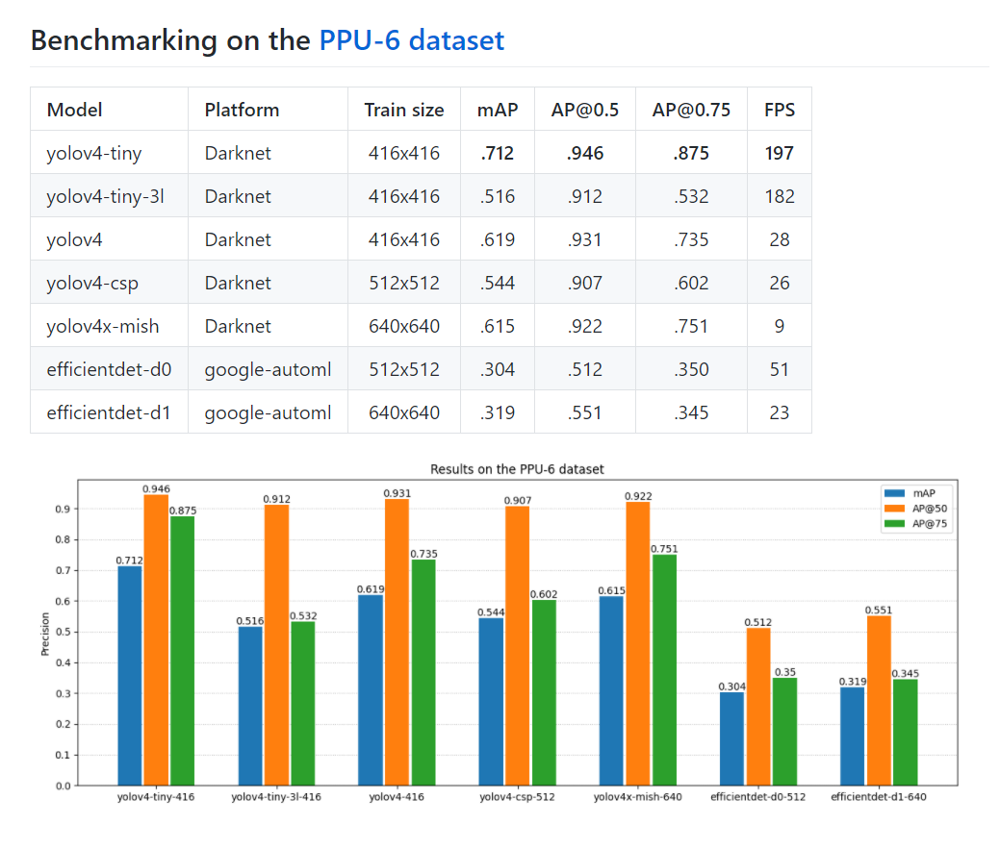 Benchmarking on the PPU-6 dataset
Model Platform Train size mAP AP@0.5 AP@0.75 FPS
yolov4-tiny Darknet 416x416 .712 .946 .875 197
yolov4-tiny-3l Darknet 416x416 .516 .912 .532 182
yolov4 Darknet 416x416 .619 .931 .735 28
yolov4-csp Darknet 512x512 .544 .907 .602 26
yolov4x-mish Darknet 640x640 .615 .922 .751 9
efficientdet-d0 google-automl 512x512 .304 .512 .350 51
efficientdet-d1 google-automl 640x640 .319 .551 .345 23
Results on the PPU-6 dataset
mAP
AP@50
AP@75
Precision
0.9
0.8
0.7
0.6
0.5
0.4
0.3
0.2
0.1
0.0
0.712 0.946 0.875
0.516 0.912 0.532
0.619 0.931 0.735
0.544 0.907 0.602
0.615 0.922 0.751
0.304 0.512 0.35
0.319 0.551 0.345
yolov4-tiny-416 yolov4-tiny-3l-416 yolov4-416 yolov4-csp-512 yolov4x-mish-640 efficientdet-d0-512 efficientdet-d1-640